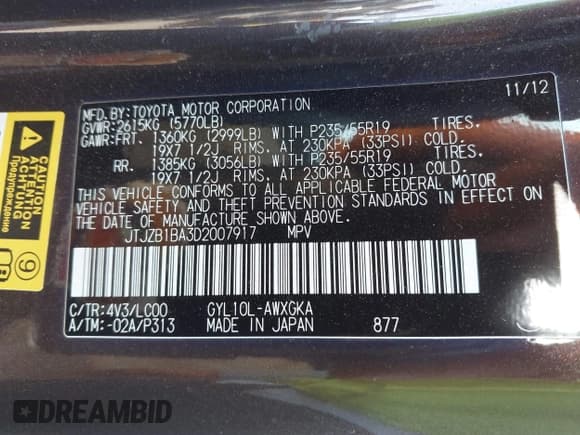 11/12
MFD.BY:TOYOTA MOTOR CORPORATION
GVWR:2615KG (5770LB)
GAWR:FRT. 1360KG (2999LB) WITH P235/55R19 TIRES.
19X7 1/2J RIMS. AT 230KPA (33PSI) COLD.
RR. 1385KG (3056LB) WITH P235/55R19 TIRES.
19X7 1/2J RIMS. AT 230KPA (33PSI) COLD.
THIS VEHICLE CONFORMS TO ALL APPLICABLE FEDERAL MOTOR
VEHICLE SAFETY AND THEFT PREVENTION STANDARDS IN EFFECT ON
THE DATE OF MANUFACTURE SHOWN ABOVE.
JTJZB1BA3D2007917 MPV
C/TR:4V3/LC00 GYL10L-AWXGKA
A/TM:-02A/P313 MADE IN JAPAN 877
CAUTION
ATTENTION
Предупреждение
9
DREAMBID